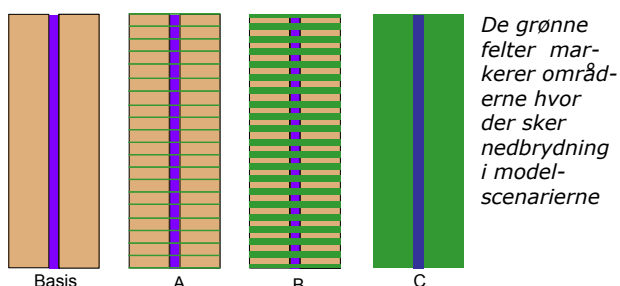 De grønne
felter mar-
kerer områd-
erne hvor
der sker
nedbrydning
i model-
scenarierne
Basis
A
B
C